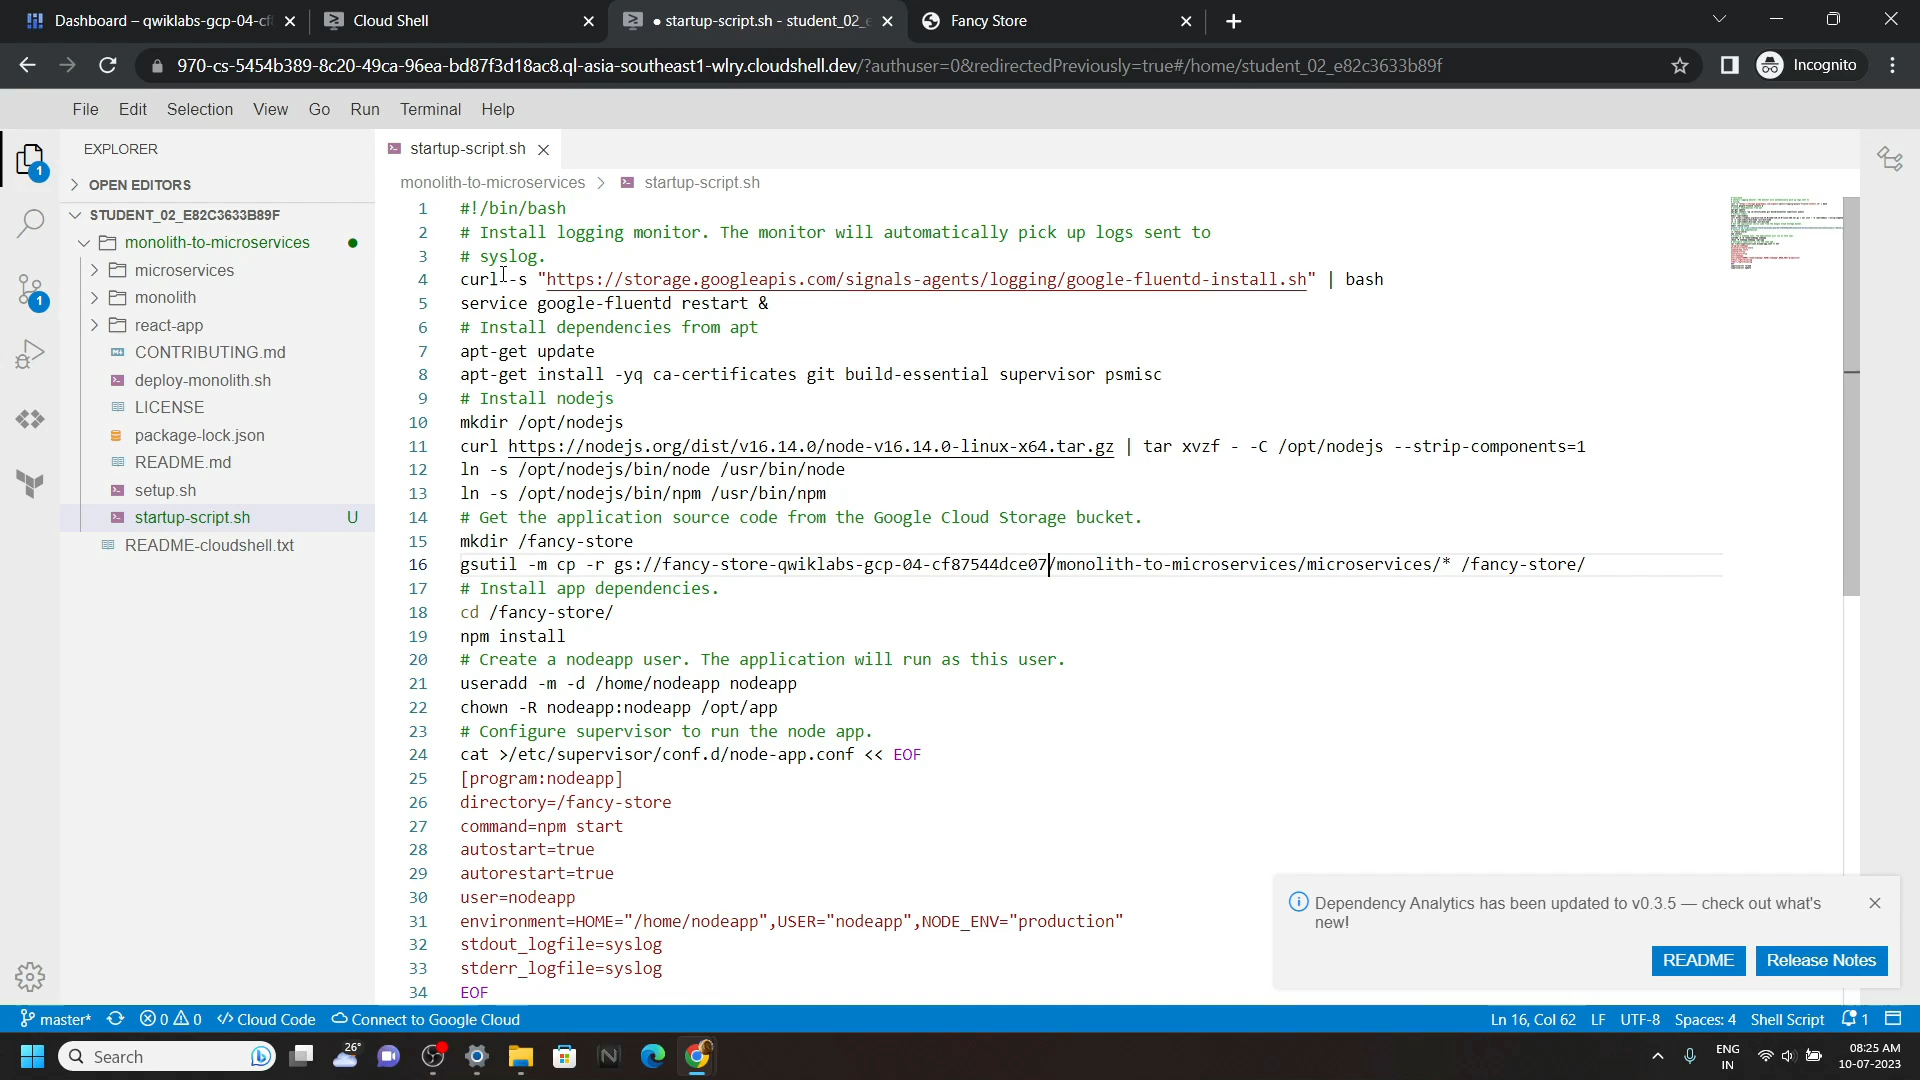 Dashboard – qwiklabs-gcp-04-cf
Cloud Shell
● startup-script.sh - student_02_e
Fancy Store
970-cs-5454b389-8c20-49ca-96ea-bd87f3d18ac8.ql-asia-southeast1-wlry.cloudshell.dev/?authuser=0&redirectedPreviously=true#/home/student_02_e82c3633b89f
Incognito
File Edit Selection View Go Run Terminal Help
EXPLORER
OPEN EDITORS
STUDENT_02_E82C3633B89F
monolith-to-microservices
microservices
monolith
react-app
CONTRIBUTING.md
deploy-monolith.sh
LICENSE
package-lock.json
README.md
setup.sh
startup-script.sh U
README-cloudshell.txt
1
1
startup-script.sh
monolith-to-microservices > startup-script.sh
1 #!/bin/bash
2 # Install logging monitor. The monitor will automatically pick up logs sent to
3 # syslog.
4 curl -s "https://storage.googleapis.com/signals-agents/logging/google-fluentd-install.sh" | bash
5 service google-fluentd restart &
6 # Install dependencies from apt
7 apt-get update
8 apt-get install -yq ca-certificates git build-essential supervisor psmisc
9 # Install nodejs
10 mkdir /opt/nodejs
11 curl https://nodejs.org/dist/v16.14.0/node-v16.14.0-linux-x64.tar.gz | tar xvzf - -C /opt/nodejs --strip-components=1
12 ln -s /opt/nodejs/bin/node /usr/bin/node
13 ln -s /opt/nodejs/bin/npm /usr/bin/npm
14 # Get the application source code from the Google Cloud Storage bucket.
15 mkdir /fancy-store
16 gsutil -m cp -r gs://fancy-store-qwiklabs-gcp-04-cf87544dce07/monolith-to-microservices/microservices/* /fancy-store/
17 # Install app dependencies.
18 cd /fancy-store/
19 npm install
20 # Create a nodeapp user. The application will run as this user.
21 useradd -m -d /home/nodeapp nodeapp
22 chown -R nodeapp:nodeapp /opt/app
23 # Configure supervisor to run the node app.
24 cat >/etc/supervisor/conf.d/node-app.conf << EOF
25 [program:nodeapp]
26 directory=/fancy-store
27 command=npm start
28 autostart=true
29 autorestart=true
30 user=nodeapp
31 environment=HOME="/home/nodeapp",USER="nodeapp",NODE_ENV="production"
32 stdout_logfile=syslog
33 stderr_logfile=syslog
34 EOF
Dependency Analytics has been updated to v0.3.5 — check out what's
new!
README Release Notes
master* 0 0 Cloud Code Connect to Google Cloud Ln 16, Col 62 LF UTF-8 Spaces: 4 Shell Script 1
Search 26° ENG 08:25 AM
IN 10-07-2023